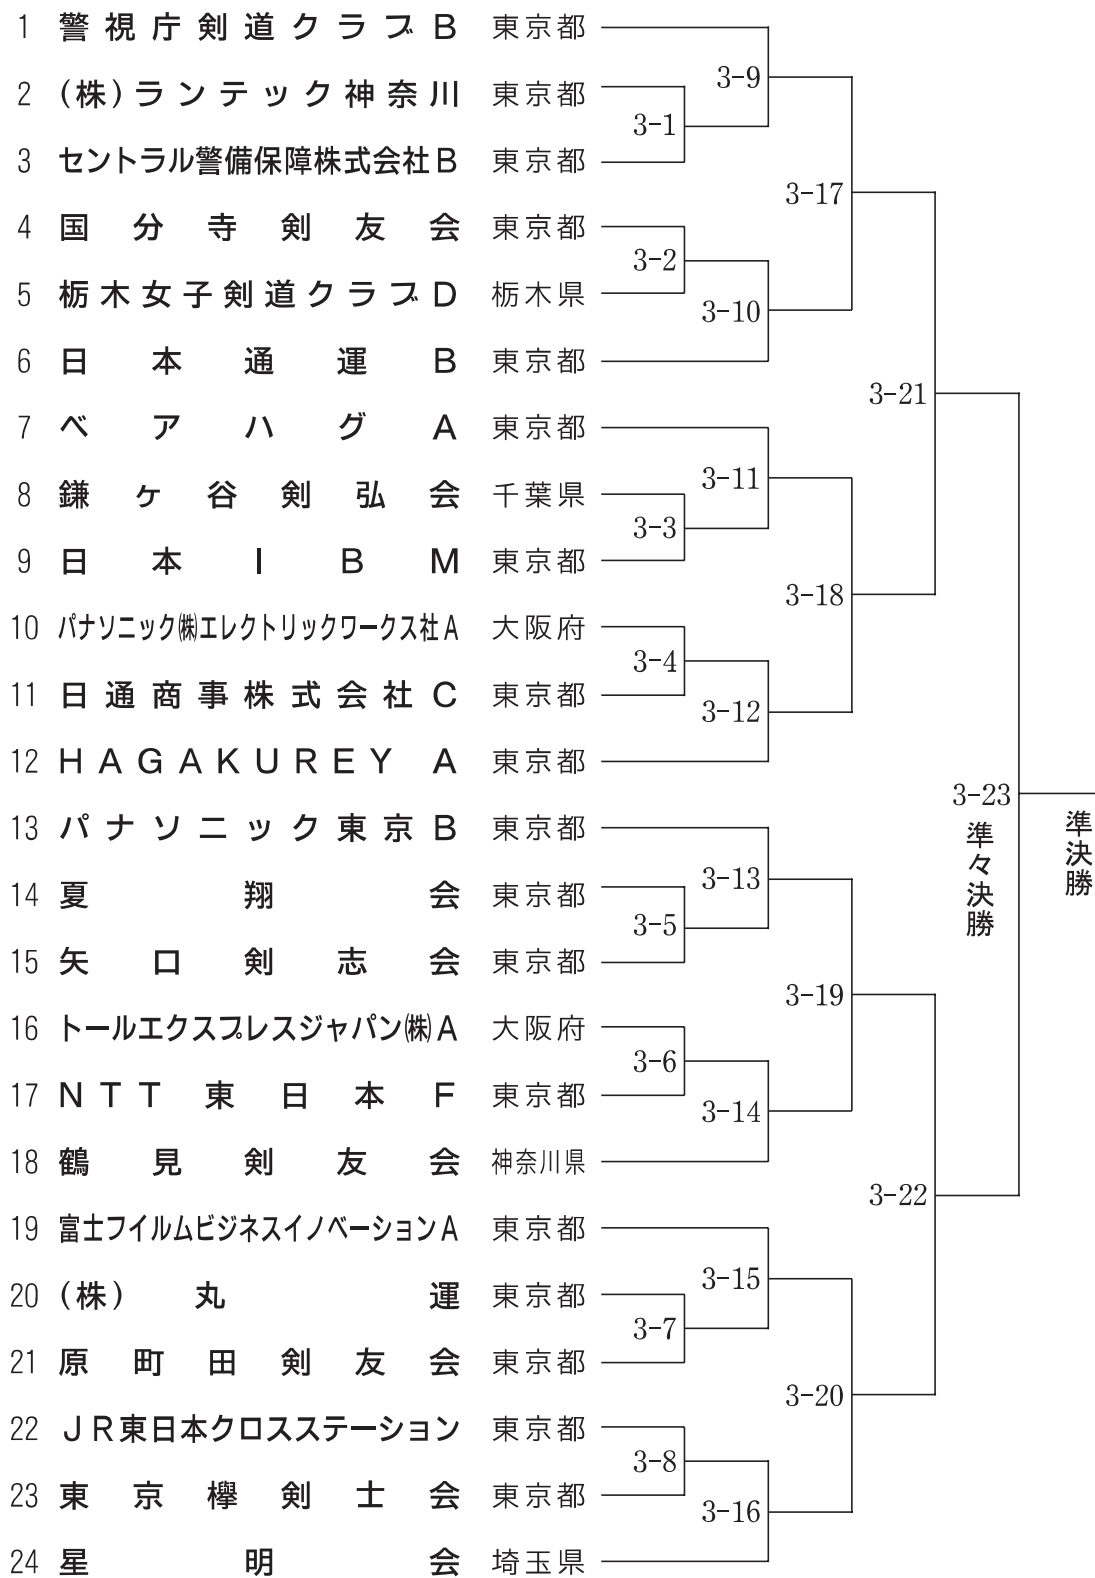 1 警視庁剣道クラブB 東京都
3-9
2 (株)ランテック神奈川 東京都
3-1
3 セントラル警備保障株式会社B 東京都
3-17
4 国分寺剣友会 東京都
3-2
5 栃木女子剣道クラブD 栃木県
3-10
6 日本通運B 東京都
3-21
7 ベアハグA 東京都
3-11
8 鎌ヶ谷剣弘会 千葉県
3-3
9 日本IBM 東京都
3-18
10 パナソニック㈱エレクトリックワークス社A 大阪府
3-4
11 日通商事株式会社C 東京都
3-12
12 HAGAKUREY A 東京都
3-23
準々決勝
準決勝
13 パナソニック東京B 東京都
3-13
14 夏翔会 東京都
3-5
15 矢口剣志会 東京都
3-19
16 トールエクスプレスジャパン㈱A 大阪府
3-6
17 NTT東日本F 東京都
3-14
18 鶴見剣友会 神奈川県
3-22
19 富士フイルムビジネスイノベーションA 東京都
3-15
20 (株)丸運 東京都
3-7
21 原町田剣友会 東京都
3-20
22 JR東日本クロスステーション 東京都
3-8
23 東京欅剣士会 東京都
3-16
24 星明会 埼玉県